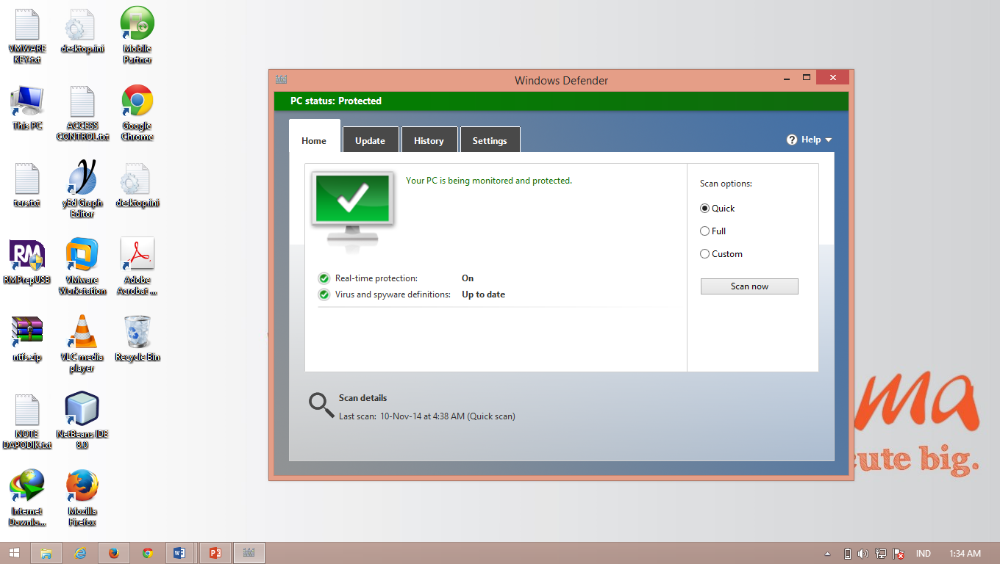 VMWARE
KEY.txt
desktop.ini
Mobile
Partner
This PC
ACCESS
CONTROL.txt
Google
Chrome
ters.txt
yEd Graph
Editor
desktop.ini
RMPrepUSB
VMware
Workstation
Adobe
Acrobat ...
ntfs.zip
VLC media
player
Recycle Bin
NOTE
DAPODIK.txt
NetBeans IDE
8.0
Internet
Downlo...
Mozilla
Firefox
Windows Defender
PC status: Protected
Home
Update
History
Settings
Help
Your PC is being monitored and protected.
Real-time protection: On
Virus and spyware definitions: Up to date
Scan options:
Quick
Full
Custom
Scan now
Scan details
Last scan: 10-Nov-14 at 4:38 AM (Quick scan)
ma
cute big.
IND 1:34 AM